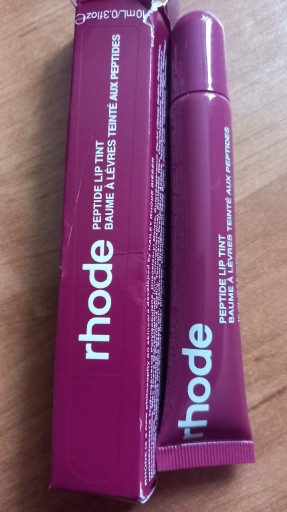 10mL/0.3fl oz ℮
PEPTIDE LIP TINT
BAUME À LÈVRES TEINTÉ AUX PEPTIDES
rhode
PEPTIDE LIP TINT
BAUME À LÈVRES TEINTÉ AUX PEPTIDES
rhode